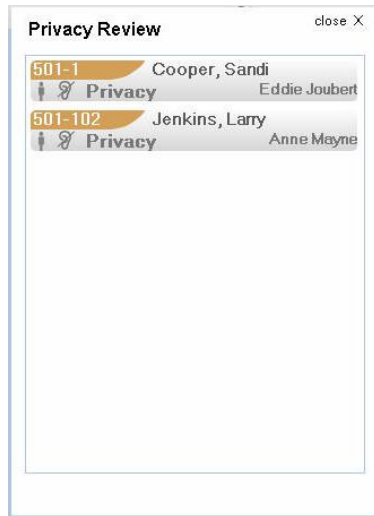 Privacy Review close X
501-1 Cooper, Sandi
Privacy Eddie Joubert
501-102 Jenkins, Larry
Privacy Anne Mayne